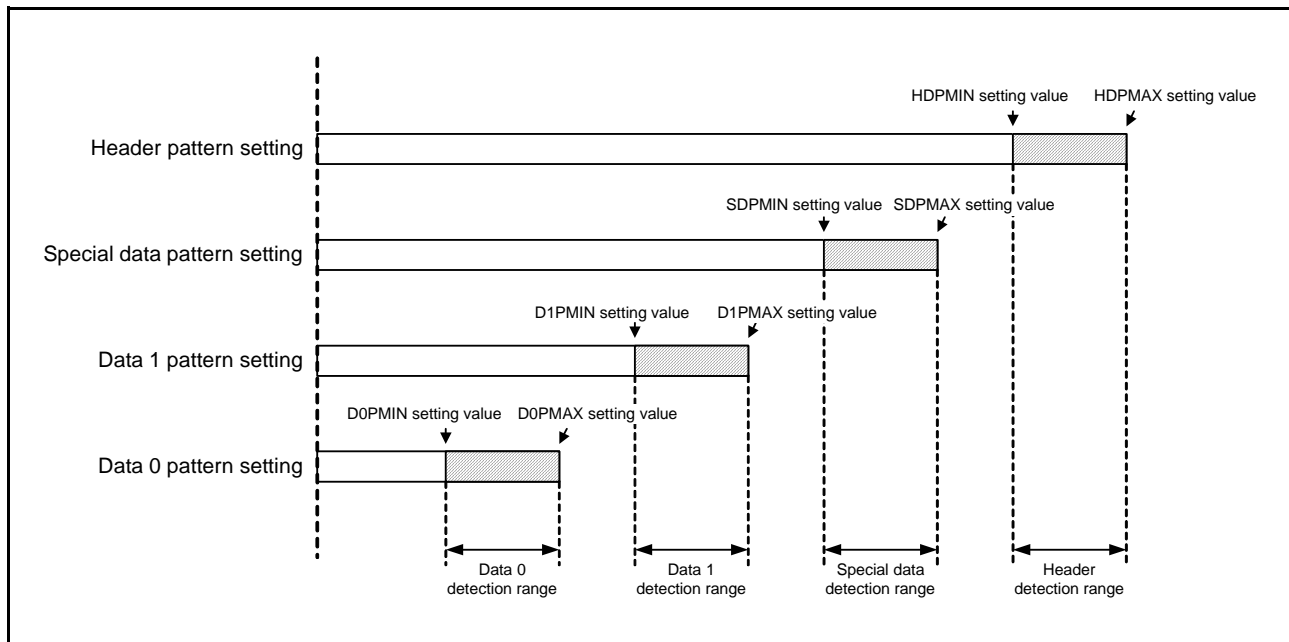 HDPMIN setting value
HDPMAX setting value
Header pattern setting
SDPMIN setting value
SDPMAX setting value
Special data pattern setting
D1PMIN setting value
D1PMAX setting value
Data 1 pattern setting
D0PMIN setting value
D0PMAX setting value
Data 0 pattern setting
Data 0
detection range
Data 1
detection range
Special data
detection range
Header
detection range